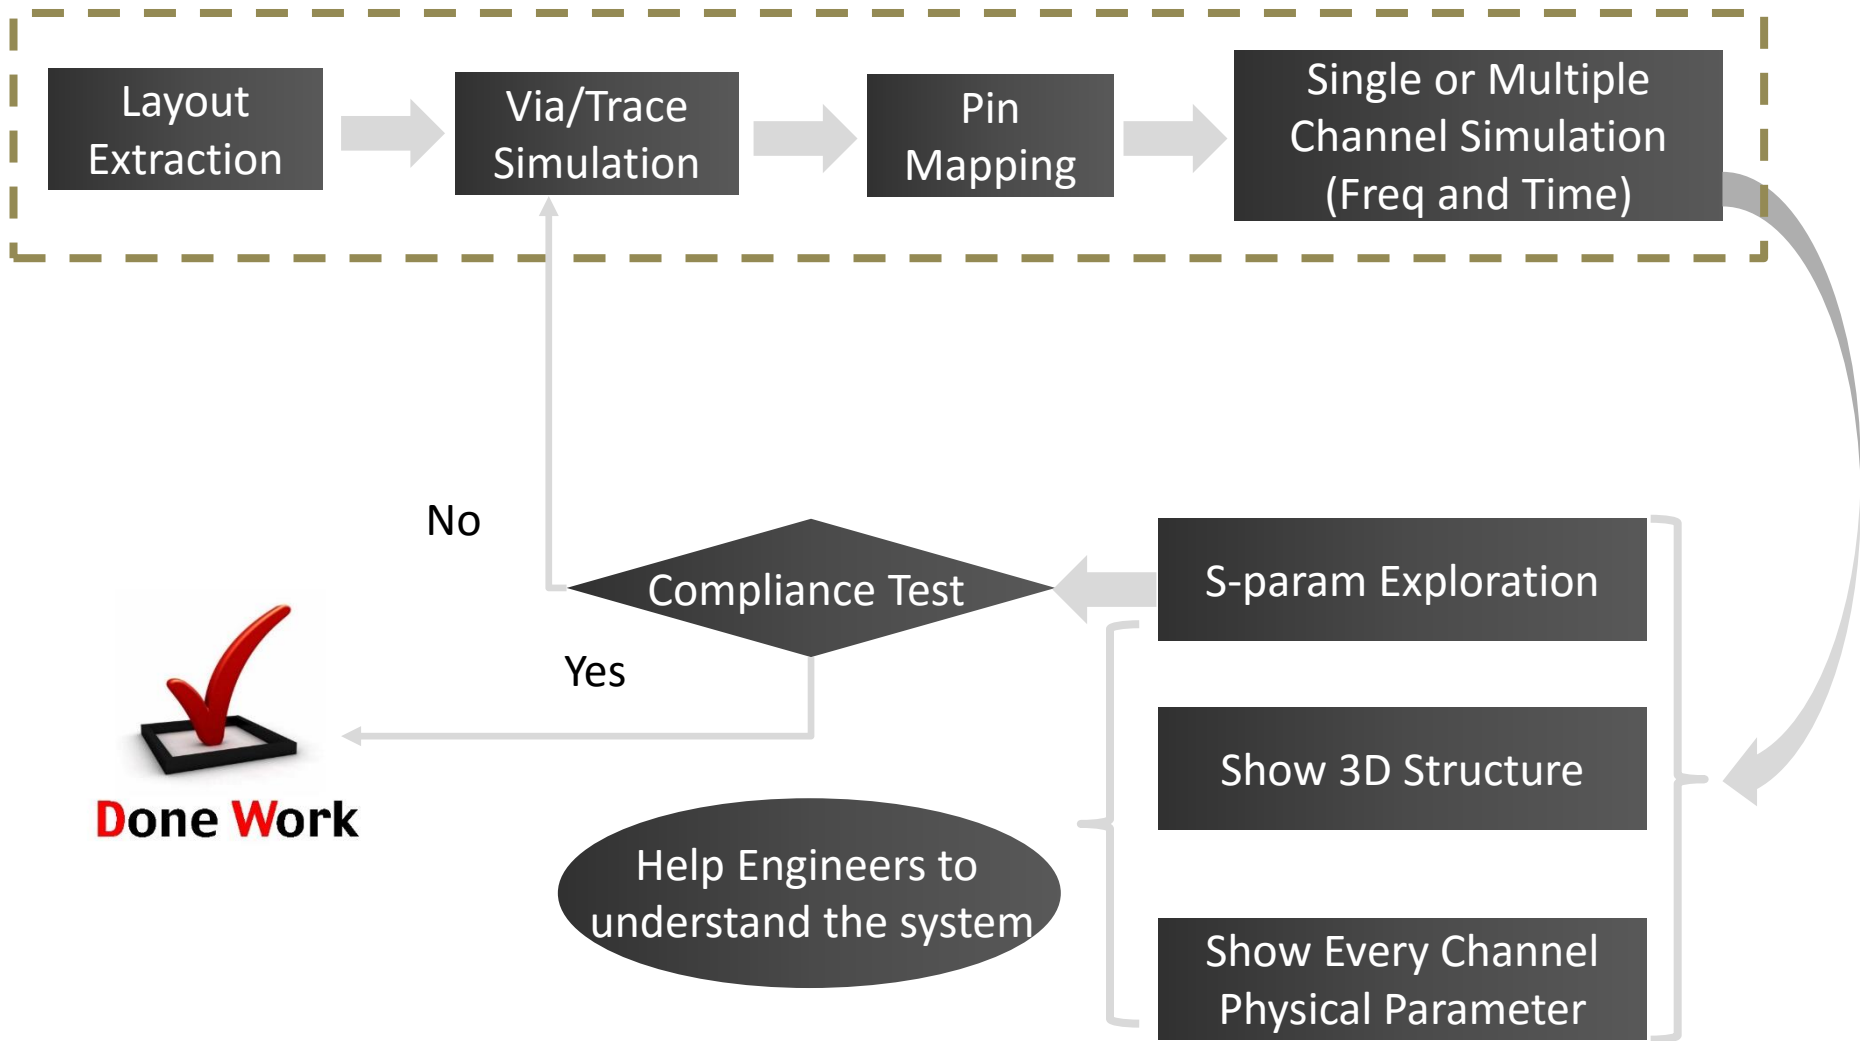 Layout
Extraction
Via/Trace
Simulation
Pin
Mapping
Single or Multiple
Channel Simulation
(Freq and Time)
No
Compliance Test
S-param Exploration
Yes
Show 3D Structure
Done Work
Help Engineers to
understand the system
Show Every Channel
Physical Parameter